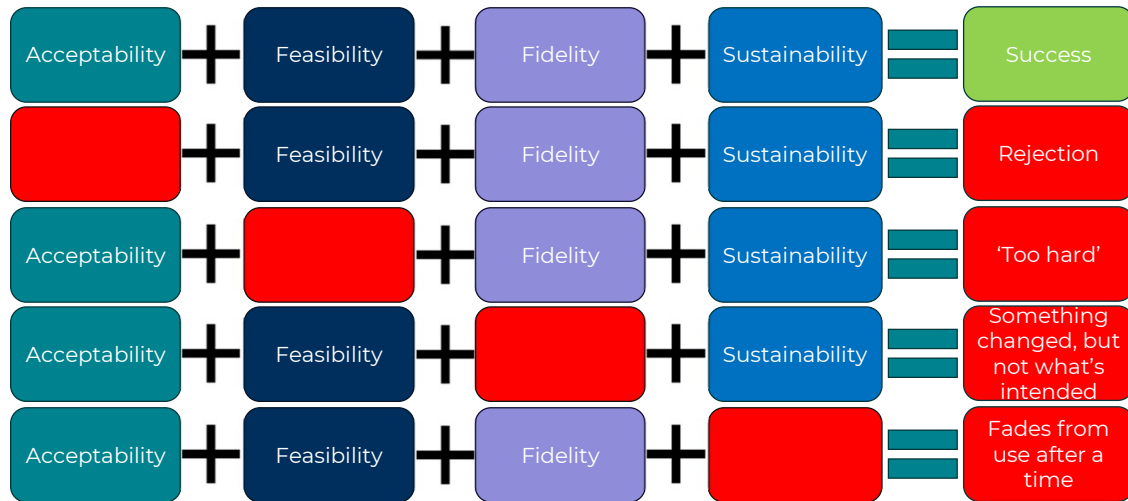 Acceptability Feasibility Fidelity Sustainability Success
Feasibility Fidelity Sustainability Rejection
Acceptability Fidelity Sustainability ‘Too hard’
Acceptability Feasibility Sustainability Something
changed, but
not what’s
intended
Acceptability Feasibility Fidelity Fades from
use after a
time